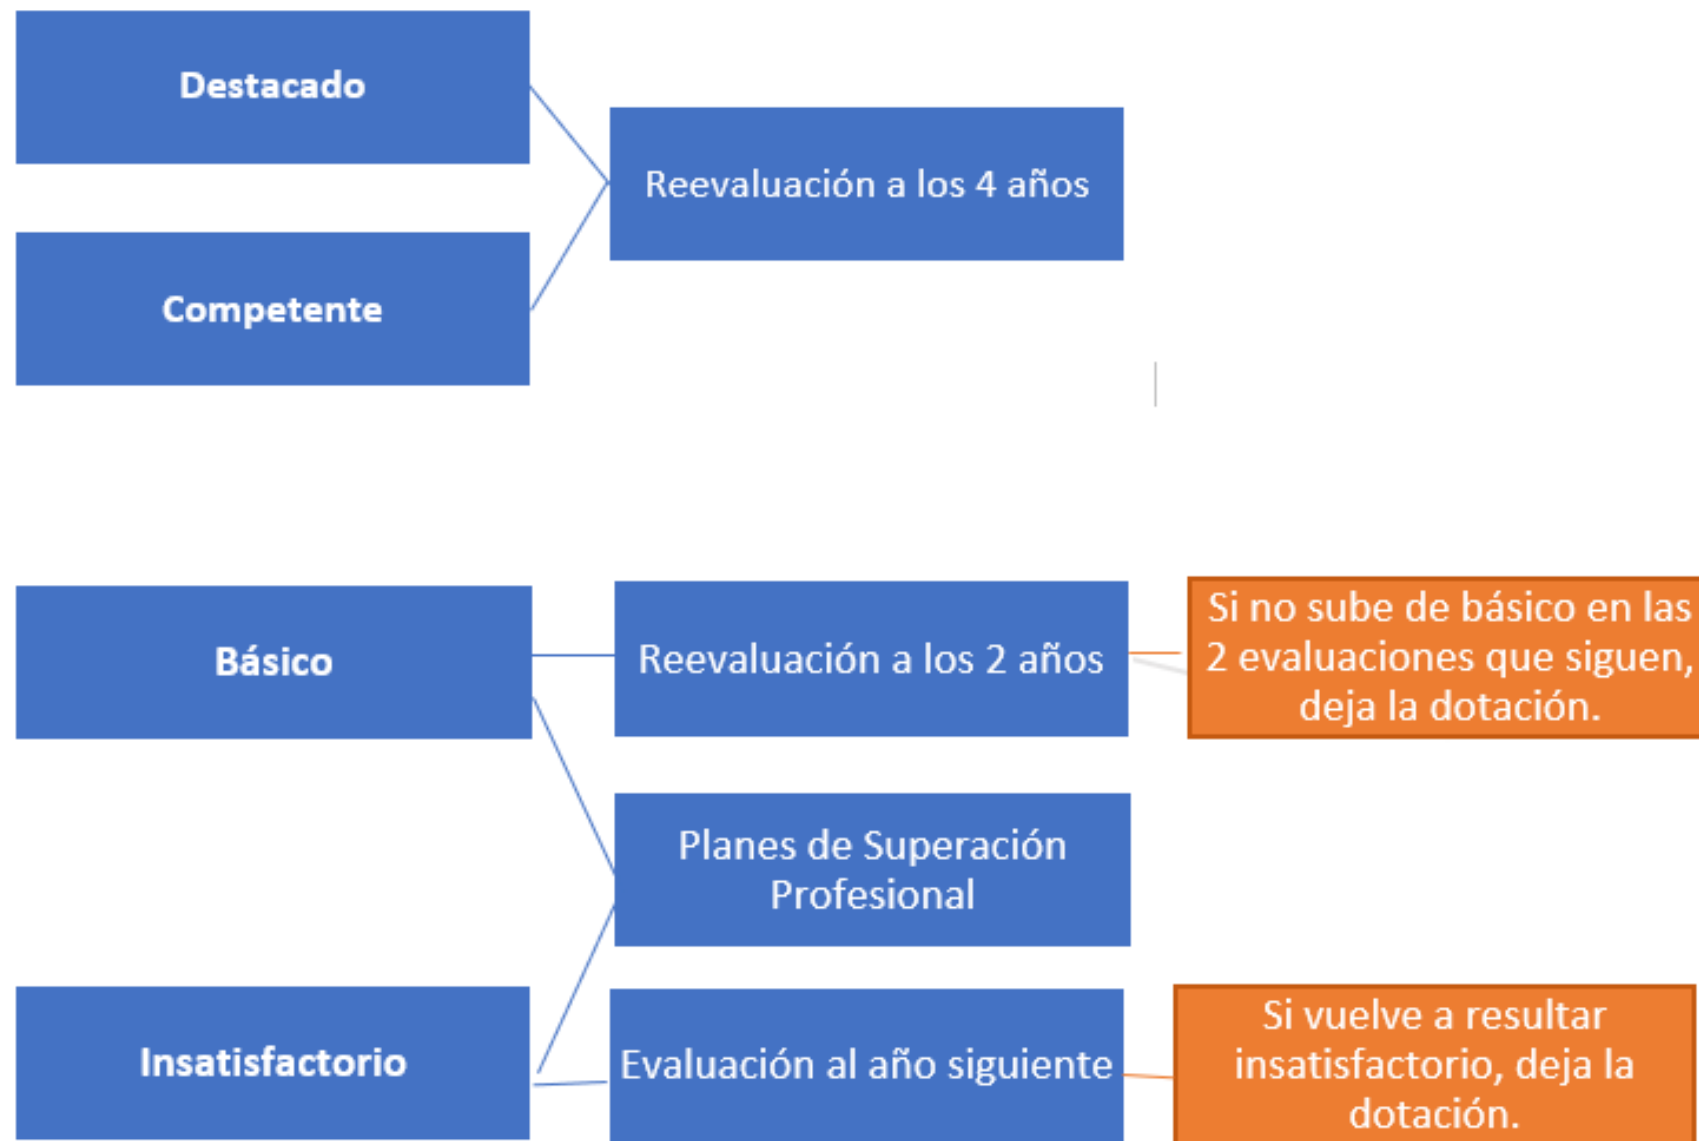 Destacado
Reevaluación a los 4 años
Competente
Básico
Reevaluación a los 2 años
Si no sube de básico en las
2 evaluaciones que siguen,
deja la dotación.
Planes de Superación
Profesional
Insatisfactorio
Evaluación al año siguiente
Si vuelve a resultar
insatisfactorio, deja la
dotación.